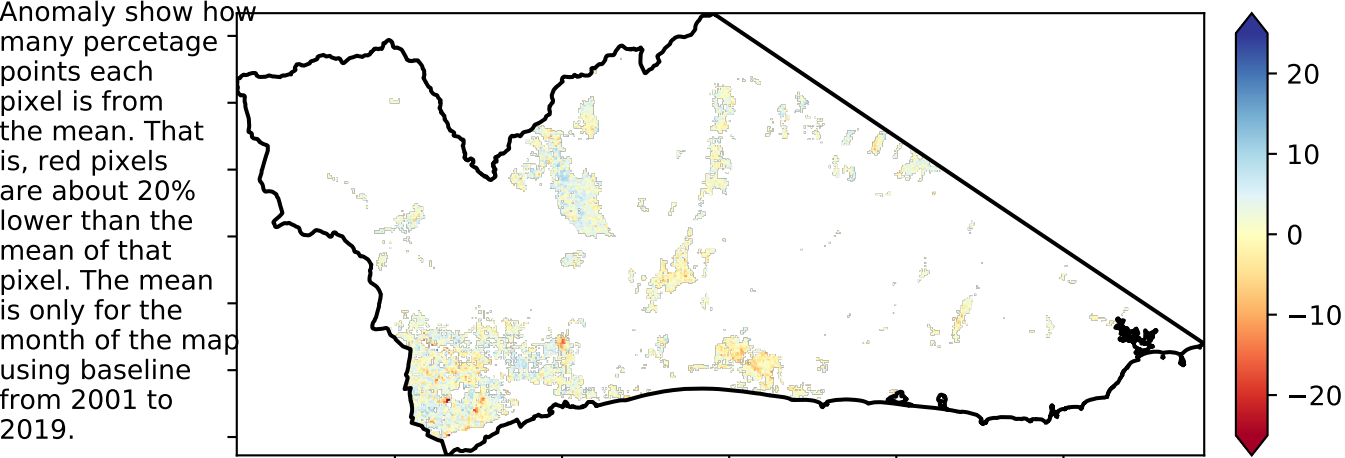 Anomaly show how
many percetage
points each
pixel is from
the mean. That
is, red pixels
are about 20%
lower than the
mean of that
pixel. The mean
is only for the
month of the map
using baseline
from 2001 to
2019.
20
10
0
−10
−20